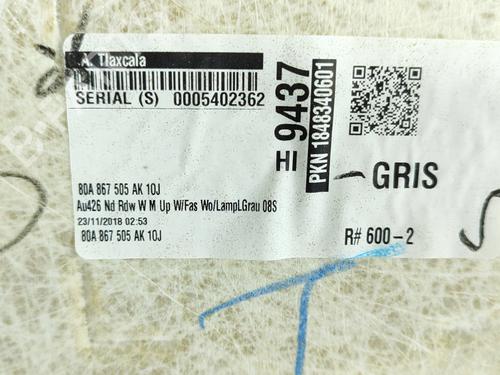 A. Tlaxcala
SERIAL (S) 0005402362
HI 9437
PKN 1848340601
GRIS
80A 867 505 AK 10J
Au426 Nd Rdw W M Up W/Fas Wo/LampLGrau 08S
23/11/2018 02:53
80A 867 505 AK 10J
R# 600-2